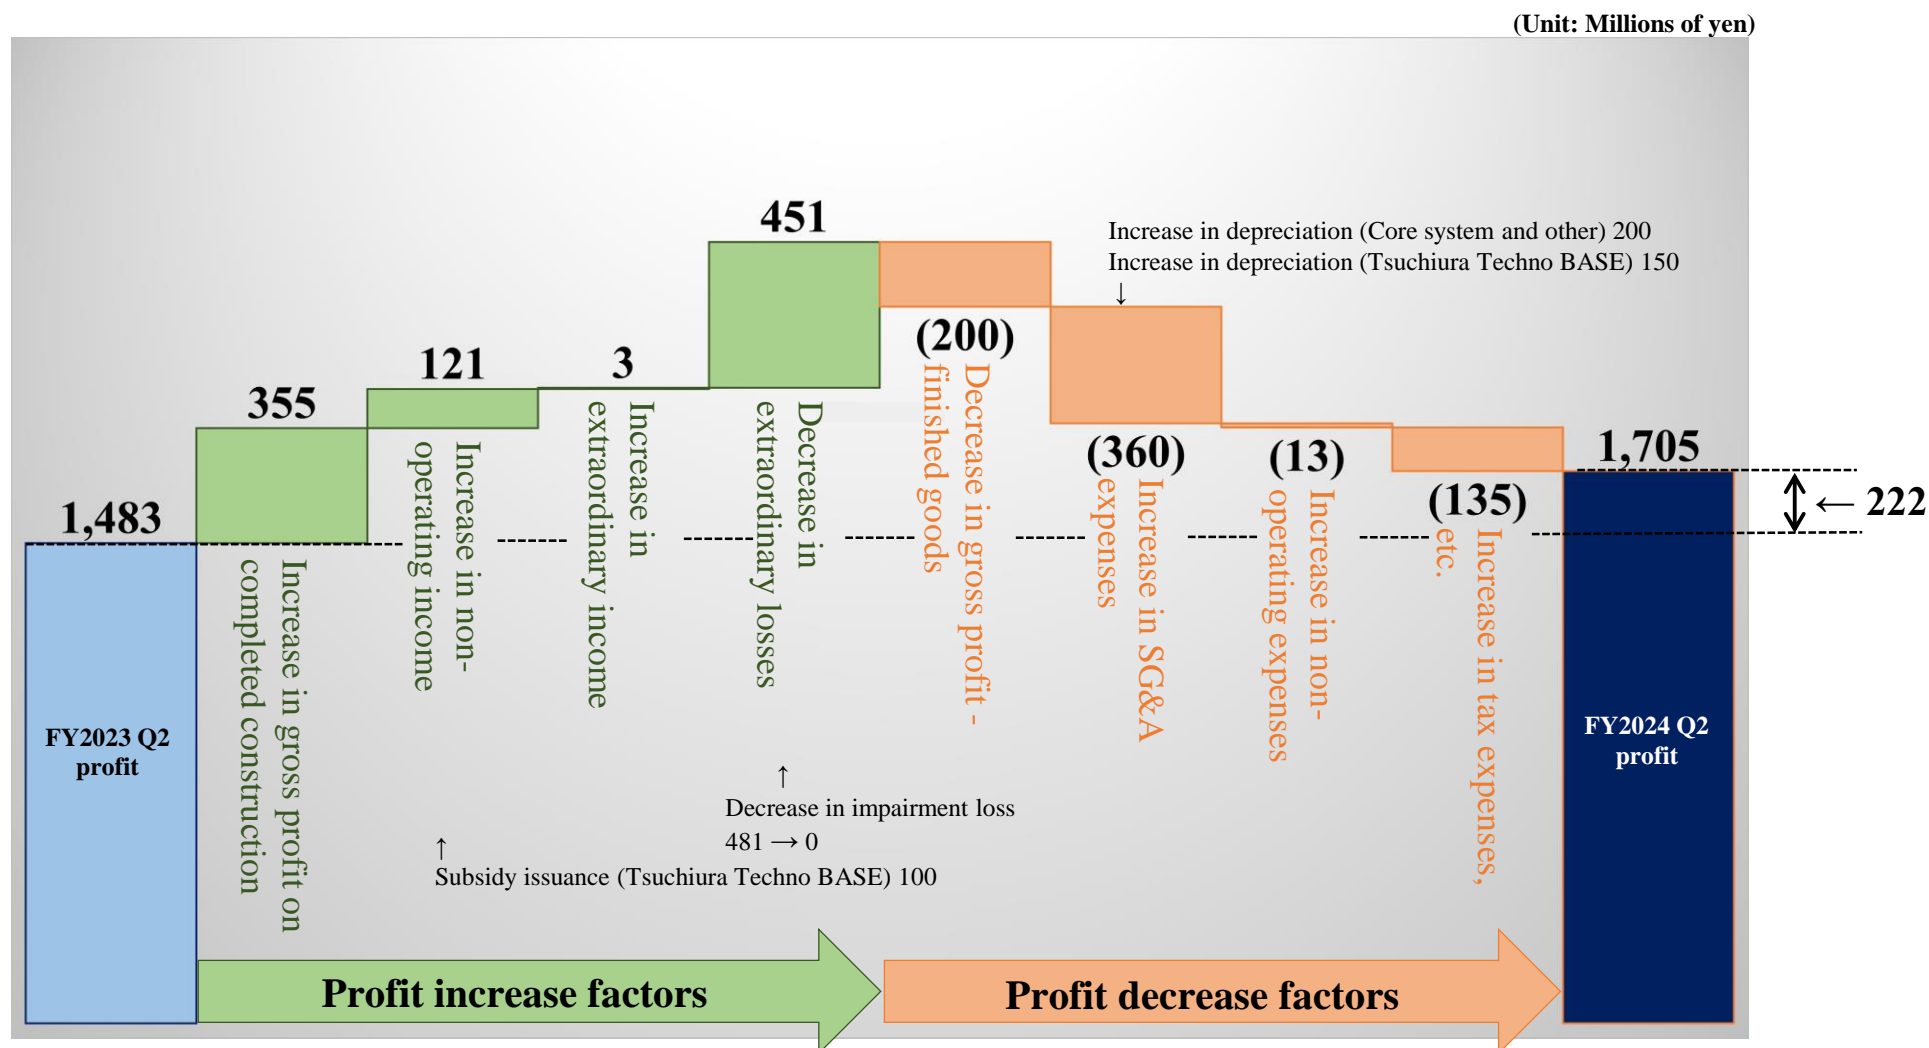 (Unit: Millions of yen)
451
Increase in depreciation (Core system and other) 200
Increase in depreciation (Tsuchiura Techno BASE) 150
↓
(200)
121
3
355
1,483
(360)
(13)
(135)
1,705
← 222
Increase in gross profit on
completed construction
Increase in non-
operating income
Increase in
extraordinary income
Decrease in
extraordinary losses
Decrease in gross profit -
finished goods
Increase in SG&A
expenses
Increase in non-
operating expenses
Increase in tax expenses,
etc.
FY2023 Q2
profit
FY2024 Q2
profit
↑
Decrease in impairment loss
481 → 0
↑
Subsidy issuance (Tsuchiura Techno BASE) 100
Profit increase factors
Profit decrease factors